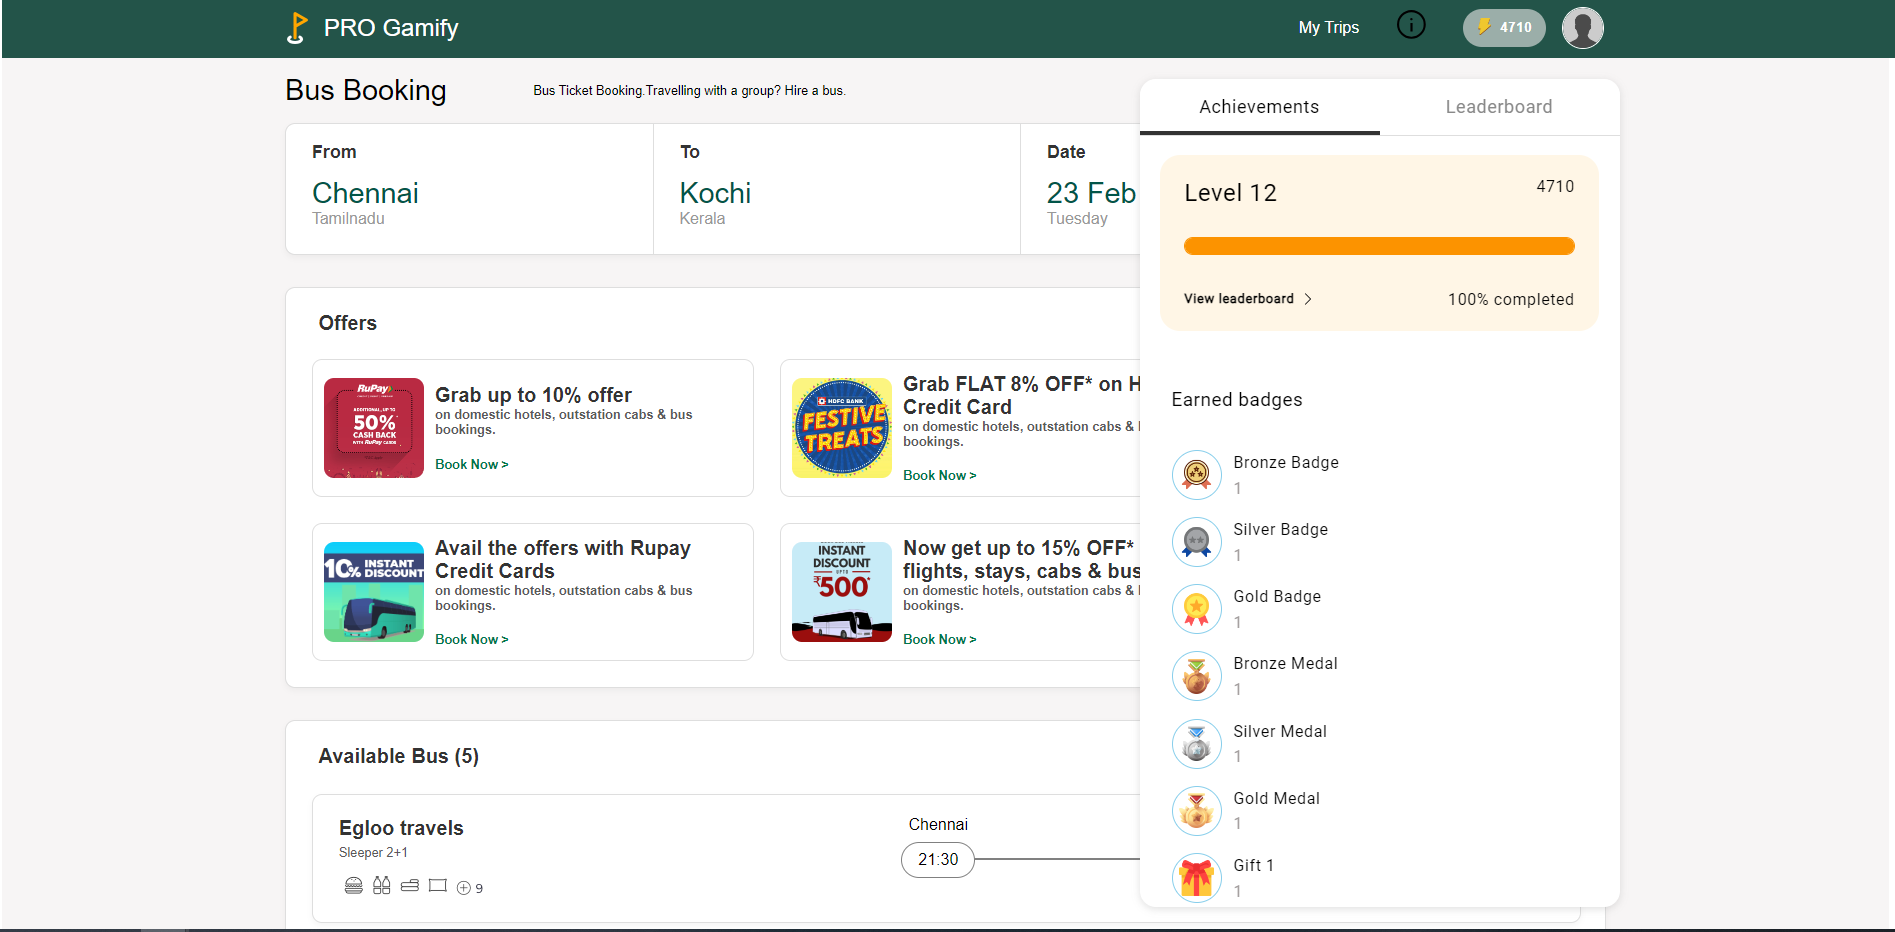 PRO Gamify
My Trips
4710
Bus Booking
Bus Ticket Booking.Travelling with a group? Hire a bus.
From
Chennai
Tamilnadu
To
Kochi
Kerala
Date
23 Feb
Tuesday
Offers
RuPay
ADDITIONAL, UP TO
50%
CASH BACK
WITH RuPay CARDS
Grab up to 10% offer
on domestic hotels, outstation cabs & bus
bookings.
Book Now >
HDFC BANK
FESTIVE
TREATS
Grab FLAT 8% OFF* on H
Credit Card
on domestic hotels, outstation cabs &
bookings.
Book Now >
10% INSTANT
DISCOUNT
Avail the offers with Rupay
Credit Cards
on domestic hotels, outstation cabs & bus
bookings.
Book Now >
INSTANT
DISCOUNT
UPTO
₹500*
Now get up to 15% OFF*
flights, stays, cabs & bus
on domestic hotels, outstation cabs &
bookings.
Book Now >
Available Bus (5)
Egloo travels
Sleeper 2+1
9
Chennai
21:30
Achievements
Leaderboard
Level 12
4710
View leaderboard
100% completed
Earned badges
Bronze Badge
1
Silver Badge
1
Gold Badge
1
Bronze Medal
1
Silver Medal
1
Gold Medal
1
Gift 1
1